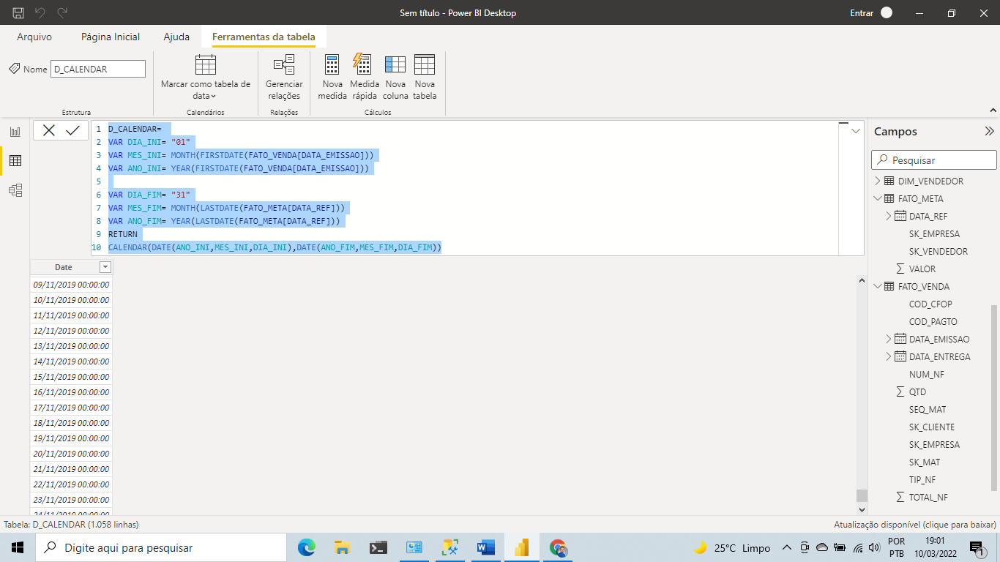 Sem título - Power BI Desktop
Entrar
Arquivo
Página Inicial
Ajuda
Ferramentas da tabela
Nome
D_CALENDAR
Marcar como tabela de
data
Gerenciar
relações
Nova
medida
Medida
rápida
Nova
coluna
Nova
tabela
Estrutura
Calendários
Relações
Cálculos
1 D_CALENDAR=
2 VAR DIA_INI= "01"
3 VAR MES_INI= MONTH(FIRSTDATE(FATO_VENDA[DATA_EMISSAO]))
4 VAR ANO_INI= YEAR(FIRSTDATE(FATO_VENDA[DATA_EMISSAO]))
5
6 VAR DIA_FIM= "31"
7 VAR MES_FIM= MONTH(LASTDATE(FATO_META[DATA_REF]))
8 VAR ANO_FIM= YEAR(LASTDATE(FATO_META[DATA_REF]))
9 RETURN
10 CALENDAR(DATE(ANO_INI,MES_INI,DIA_INI),DATE(ANO_FIM,MES_FIM,DIA_FIM))
Date
09/11/2019 00:00:00
10/11/2019 00:00:00
11/11/2019 00:00:00
12/11/2019 00:00:00
13/11/2019 00:00:00
14/11/2019 00:00:00
15/11/2019 00:00:00
16/11/2019 00:00:00
17/11/2019 00:00:00
18/11/2019 00:00:00
19/11/2019 00:00:00
20/11/2019 00:00:00
21/11/2019 00:00:00
22/11/2019 00:00:00
23/11/2019 00:00:00
24/11/2019 00:00:00
Campos
Pesquisar
DIM_VENDEDOR
FATO_META
DATA_REF
SK_EMPRESA
SK_VENDEDOR
VALOR
FATO_VENDA
COD_CFOP
COD_PAGTO
DATA_EMISSAO
DATA_ENTREGA
NUM_NF
QTD
SEQ_MAT
SK_CLIENTE
SK_EMPRESA
SK_MAT
TIP_NF
TOTAL_NF
Tabela: D_CALENDAR (1.058 linhas)
Atualização disponível (clique para baixar)
Digite aqui para pesquisar
25°C Limpo
POR
PTB
19:01
10/03/2022
1